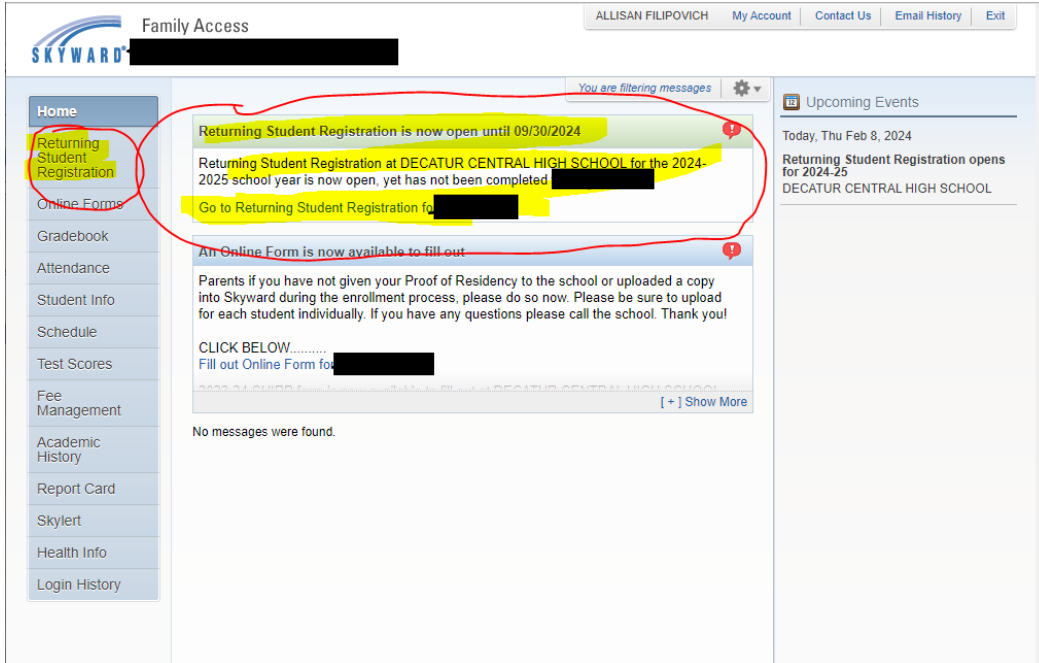 ALLISAN FILIPOVICH My Account Contact Us Email History Exit
Family Access
SKYWARD®
You are filtering messages
Home
Returning
Student
Registration
Online Forms
Gradebook
Attendance
Student Info
Schedule
Test Scores
Fee
Management
Academic
History
Report Card
Skylert
Health Info
Login History
Returning Student Registration is now open until 09/30/2024
Returning Student Registration at DECATUR CENTRAL HIGH SCHOOL for the 2024-
2025 school year is now open, yet has not been completed
Go to Returning Student Registration fo
An Online Form is now available to fill out
Parents if you have not given your Proof of Residency to the school or uploaded a copy
into Skyward during the enrollment process, please do so now. Please be sure to upload
for each student individually. If you have any questions please call the school. Thank you!
CLICK BELOW..........
Fill out Online Form for
[ + ] Show More
No messages were found.
12 Upcoming Events
Today, Thu Feb 8, 2024
Returning Student Registration opens
for 2024-25
DECATUR CENTRAL HIGH SCHOOL